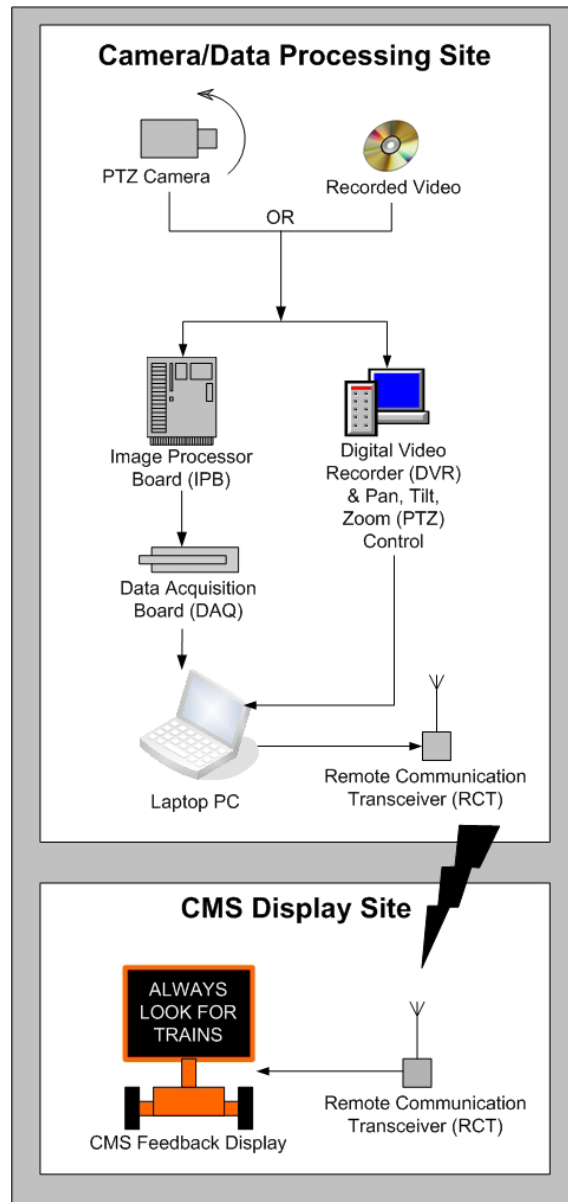 Camera/Data Processing Site
PTZ Camera
Recorded Video
OR
Image Processor
Board (IPB)
Digital Video
Recorder (DVR)
& Pan, Tilt,
Zoom (PTZ)
Control
Data Acquisition
Board (DAQ)
Laptop PC
Remote Communication
Transceiver (RCT)
CMS Display Site
ALWAYS
LOOK FOR
TRAINS
CMS Feedback Display
Remote Communication
Transceiver (RCT)